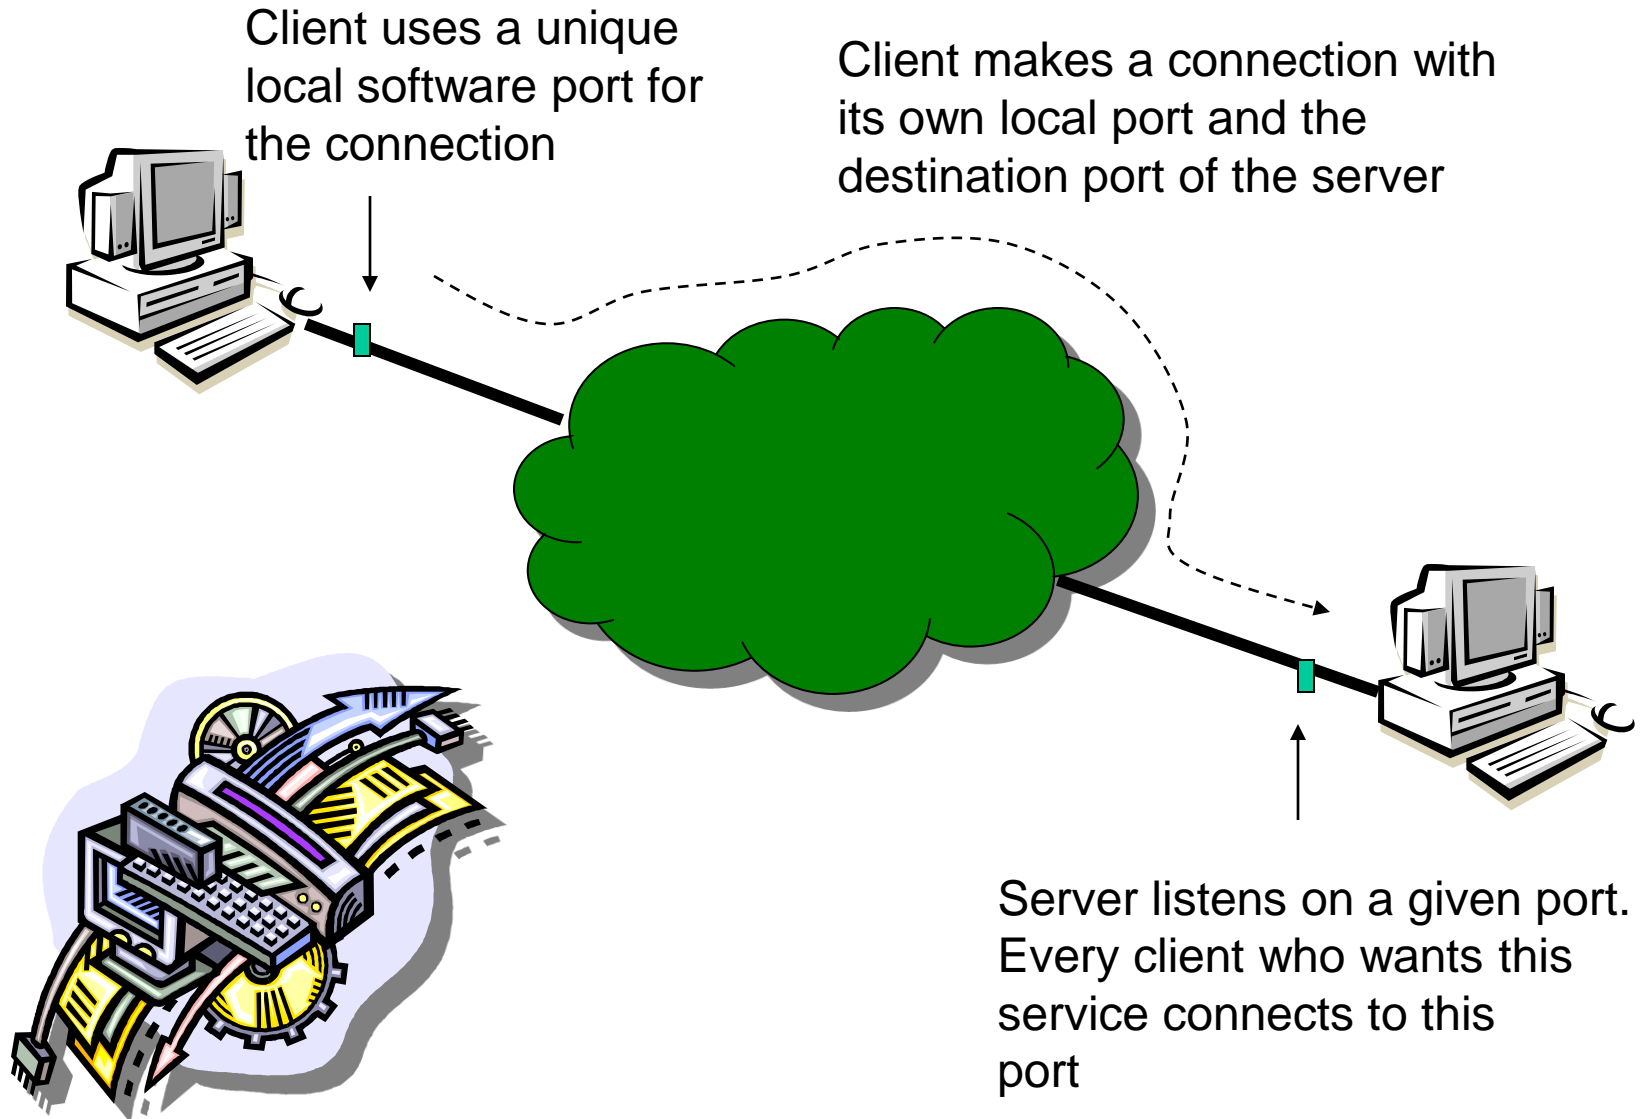 Client uses a unique
local software port for
the connection
Client makes a connection with
its own local port and the
destination port of the server
Server listens on a given port.
Every client who wants this
service connects to this
port